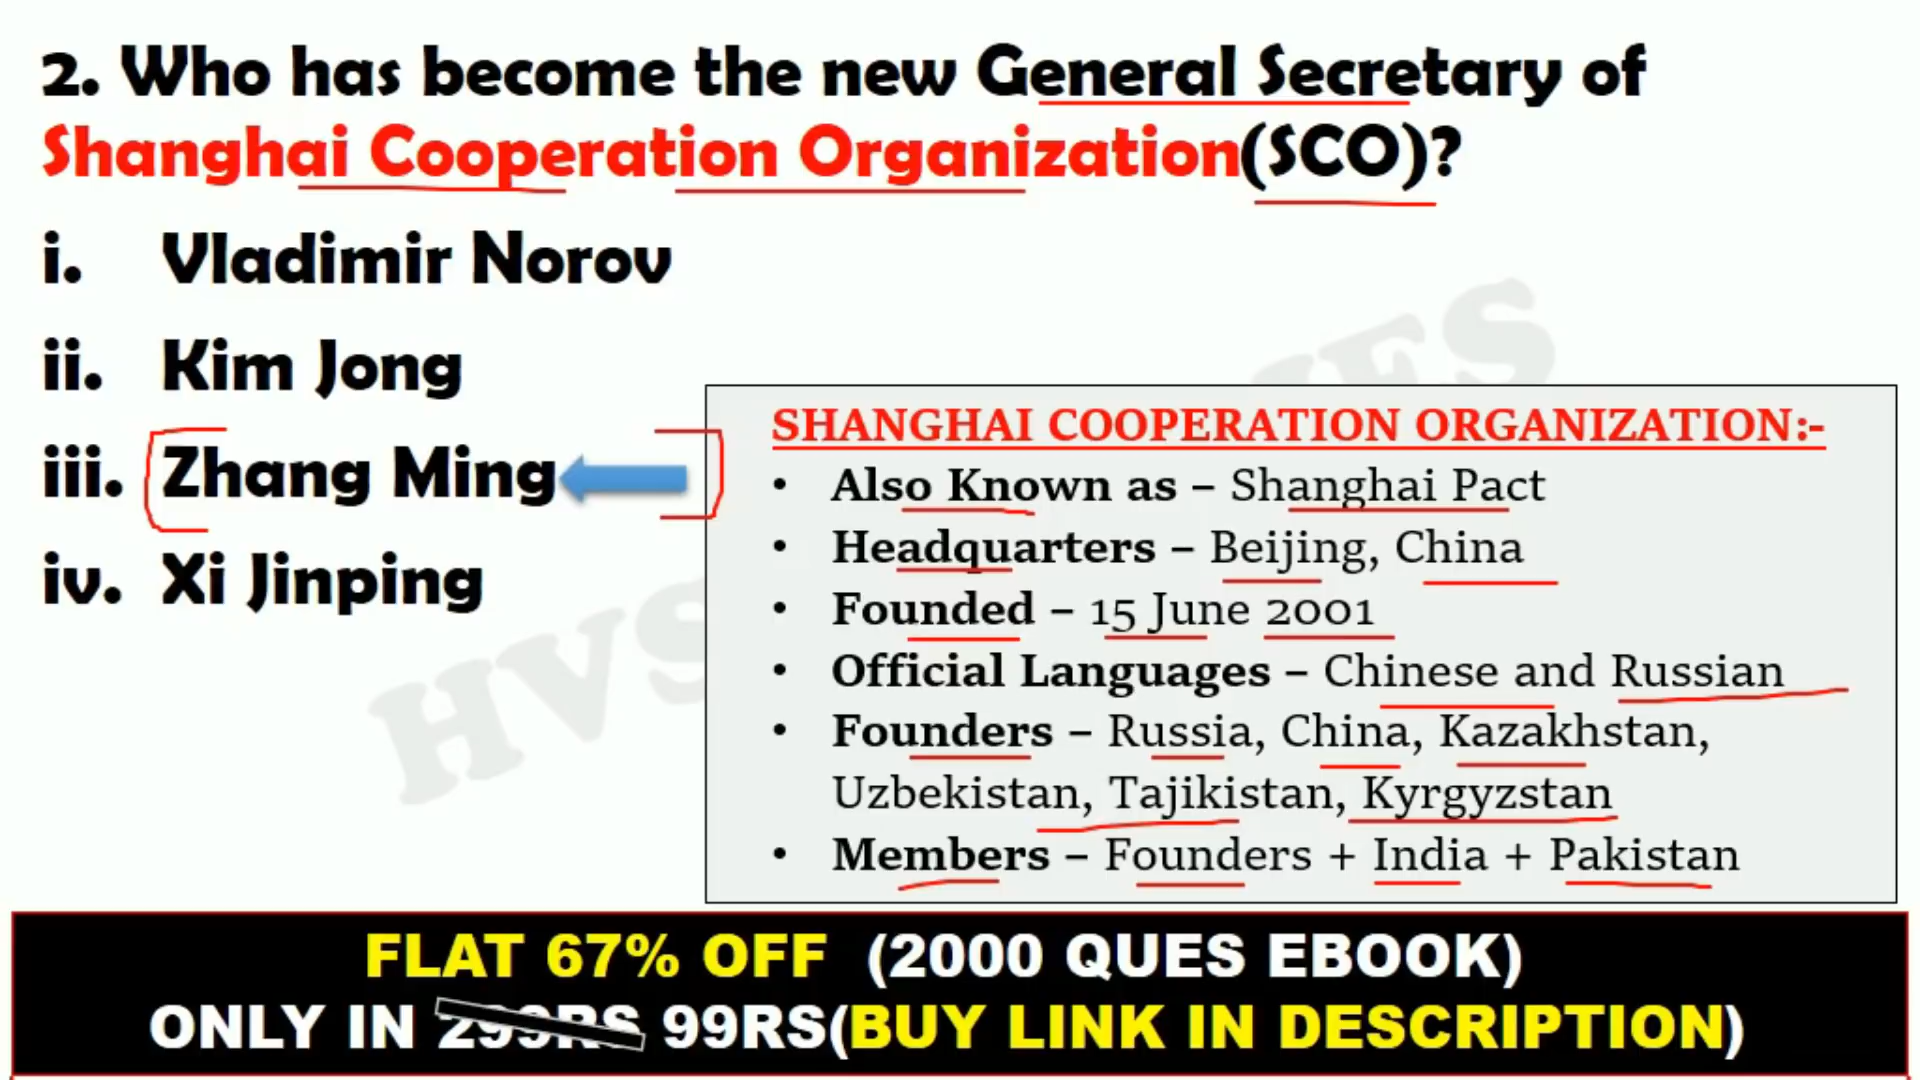 2. Who has become the new General Secretary of
Shanghai Cooperation Organization(SCO)?
i. Vladimir Norov
ii. Kim Jong
iii. Zhang Ming
iv. Xi Jinping
SHANGHAI COOPERATION ORGANIZATION:-
• Also Known as – Shanghai Pact
• Headquarters – Beijing, China
• Founded – 15 June 2001
• Official Languages – Chinese and Russian
• Founders – Russia, China, Kazakhstan,
Uzbekistan, Tajikistan, Kyrgyzstan
• Members – Founders + India + Pakistan
FLAT 67% OFF (2000 QUES EBOOK)
ONLY IN 299RS 99RS(BUY LINK IN DESCRIPTION)